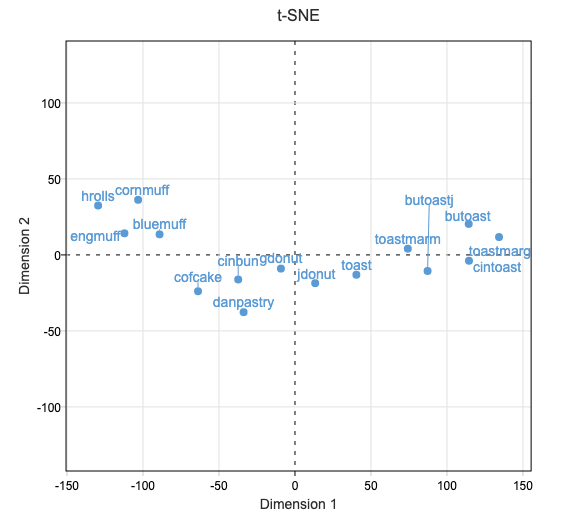 t-SNE
Dimension 2
100
50
0
-50
-100
butoastj
cornmuff
hrolls
butoast
bluemuff
engmuff
toastmarm
toastmarg
cinbun
gdonut
toast
cintoast
cofcake
jdonut
danpastry
-150
-100
-50
0
50
100
150
Dimension 1